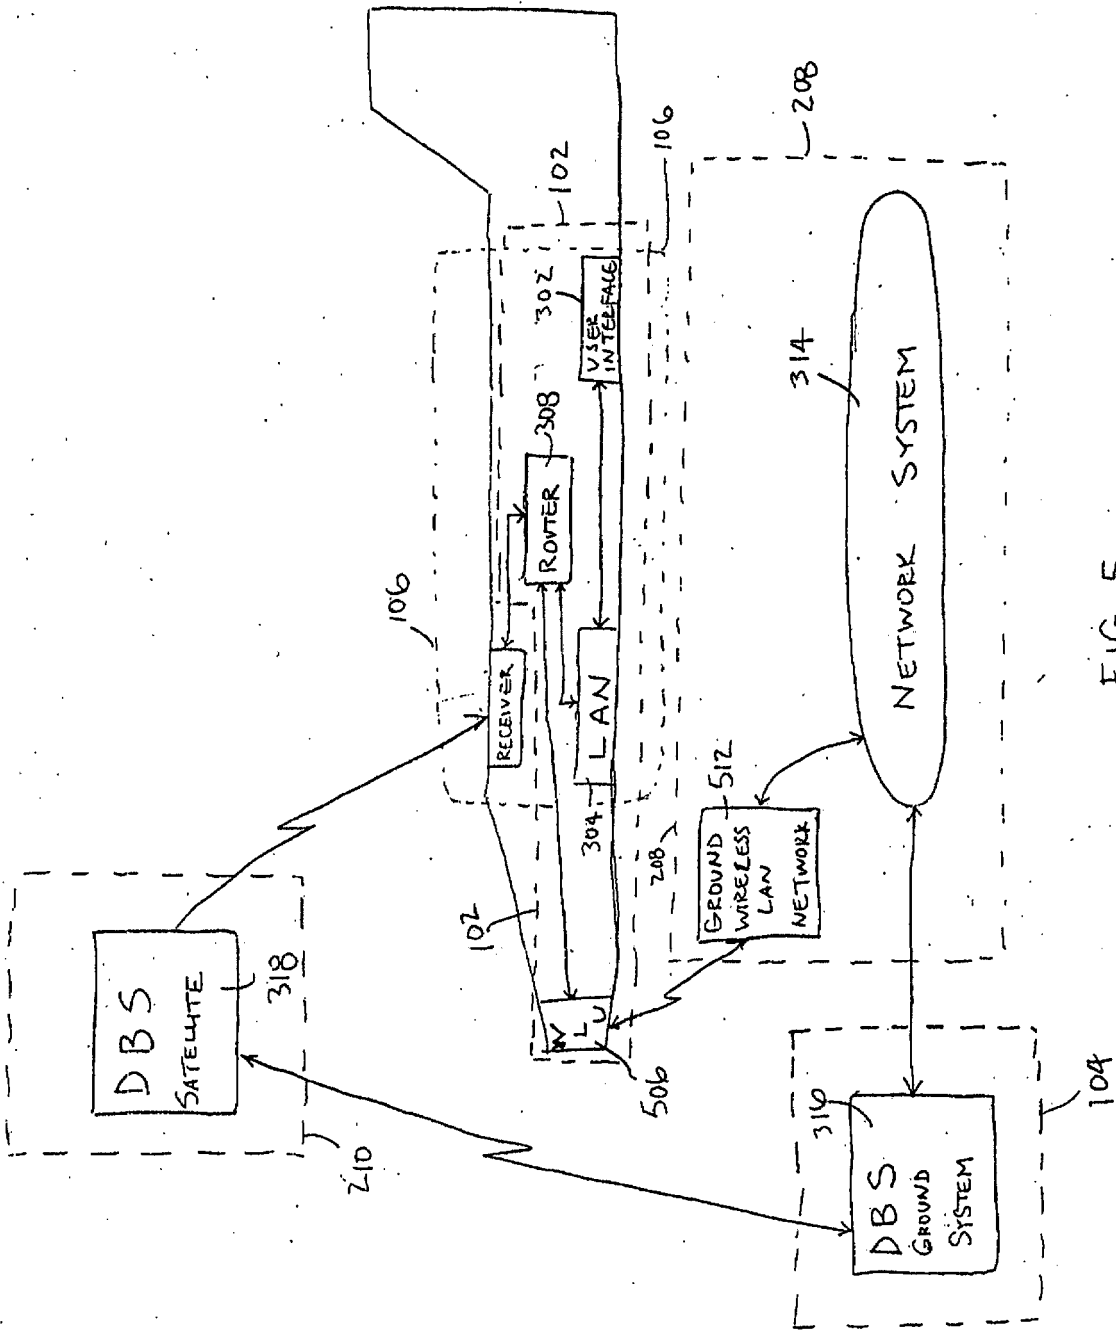 DBS
SATELLITE
318
210
106
RECEIVER
ROUTER
308
102
302
USER
INTERFACE
106
LAN
304
102
WLU
506
208
208
GROUND
WIRELESS
LAN
NETWORK
512
314
NETWORK SYSTEM
316
DBS
GROUND
SYSTEM
104
FIG. 5